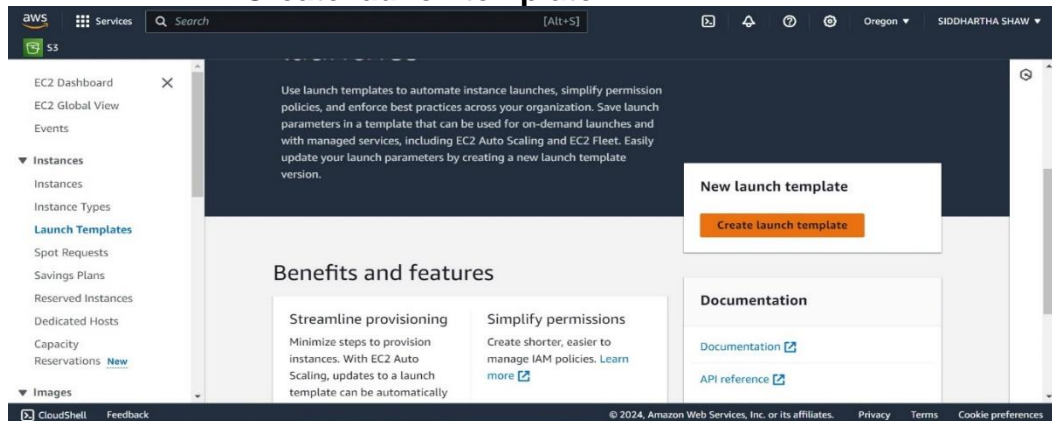 aws Services Search [Alt+S] Oregon SIDDHARTHA SHAW
S3
EC2 Dashboard
EC2 Global View
Events
Instances
Instances
Instance Types
Launch Templates
Spot Requests
Savings Plans
Reserved Instances
Dedicated Hosts
Capacity
Reservations New
Images
Use launch templates to automate instance launches, simplify permission
policies, and enforce best practices across your organization. Save launch
parameters in a template that can be used for on-demand launches and
with managed services, including EC2 Auto Scaling and EC2 Fleet. Easily
update your launch parameters by creating a new launch template
version.
New launch template
Create launch template
Benefits and features
Streamline provisioning
Minimize steps to provision
instances. With EC2 Auto
Scaling, updates to a launch
template can be automatically
Simplify permissions
Create shorter, easier to
manage IAM policies. Learn
more
Documentation
Documentation
API reference
CloudShell Feedback © 2024, Amazon Web Services, Inc. or its affiliates. Privacy Terms Cookie preferences